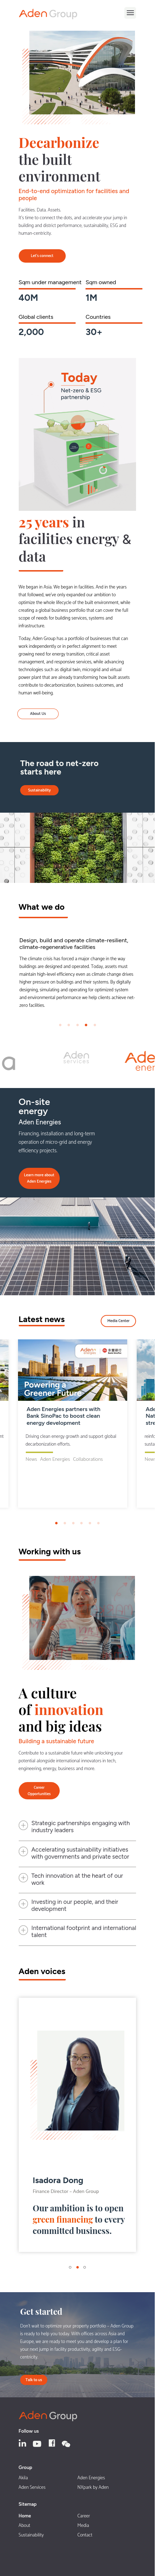 Aden Group
Decarbonize
the built
environment
End-to-end optimization for facilities and
people
Facilities. Data. Assets.
It's time to connect the dots, and accelerate your jump in
building and district performance, sustainability, ESG and
human-centricity.
Let's connect
Sqm under management
40M
Sqm owned
1M
Global clients
2,000
Countries
30+
Today
Net-zero & ESG
partnership
25 years in
facilities energy &
data
We began in Asia. We began in facilities. And in the years
that followed, we've only expanded our ambition to
optimize the whole lifecycle of the built environment, while
creating a global business partner able to cover the full
scope of needs for building services, systems and
infrastructure.
Today, Aden Group has a portfolio of businesses that can
work independently or in perfect alignment to meet
growing need for energy transition, critical asset
management, and responsive services, while advancing
technologies such as digital twin, microgrid and virtual
power plant that are already transforming how built assets
contribute to decarbonization, business, outcomes, and
human well-being.
About Us
The road to net-zero
starts here
Sustainability
What we do
Design, build and operate climate-resilient,
climate-regenerative facilities
The climate crisis has forced a major rethink in the way
buildings are designed and operated. Today, assets must
maintain high levels of energy efficiency even as climate stresses
place higher pressures on buildings and their systems. By digitally
designing, simulating and operating for optimized system
and environmental performance we help clients achieve net-
zero facilities.
a
aden
services
Ade
ener
On-site
energy
Aden Energies
Financing, installation and long-term
operation of micro-grid and energy
efficiency projects.
Learn more about
Aden Energies
Latest news
Media Center
Powering a
Greener Future
Aden Energies partners with
Bank SinoPac to boost clean
energy development
Driving clean energy growth and support global
decarbonization efforts.
News Aden Energies Collaborations
Ade
Nat
stre
reinfo
susta
News
Working with us
A culture
of innovation
and big ideas
Building a sustainable future
Contribute to a sustainable future while unlocking your
potential alongside international innovators in tech,
engineering, energy, business and more.
Career
Opportunities
Strategic partnerships engaging with
industry leaders
Accelerating sustainability initiatives
with governments and private sector
Tech innovation at the heart of our
work
Investing in our people, and their
development
International footprint and international
talent
Aden voices
Isadora Dong
Finance Director – Aden Group
Our ambition is to open
green financing to every
committed business.
Get started
Don't wait to optimize your property portfolio – Aden Group
is ready to help you today. With offices across Asia and
Europe, we are ready to meet you and develop a plan for
your next jump in facility productivity, agility and ESG-
centricity.
Talk to us
Aden Group
Follow us
Group
Akila
Aden Energies
Aden Services
NXpark by Aden
Sitemap
Home
Career
About
Media
Sustainability
Contact